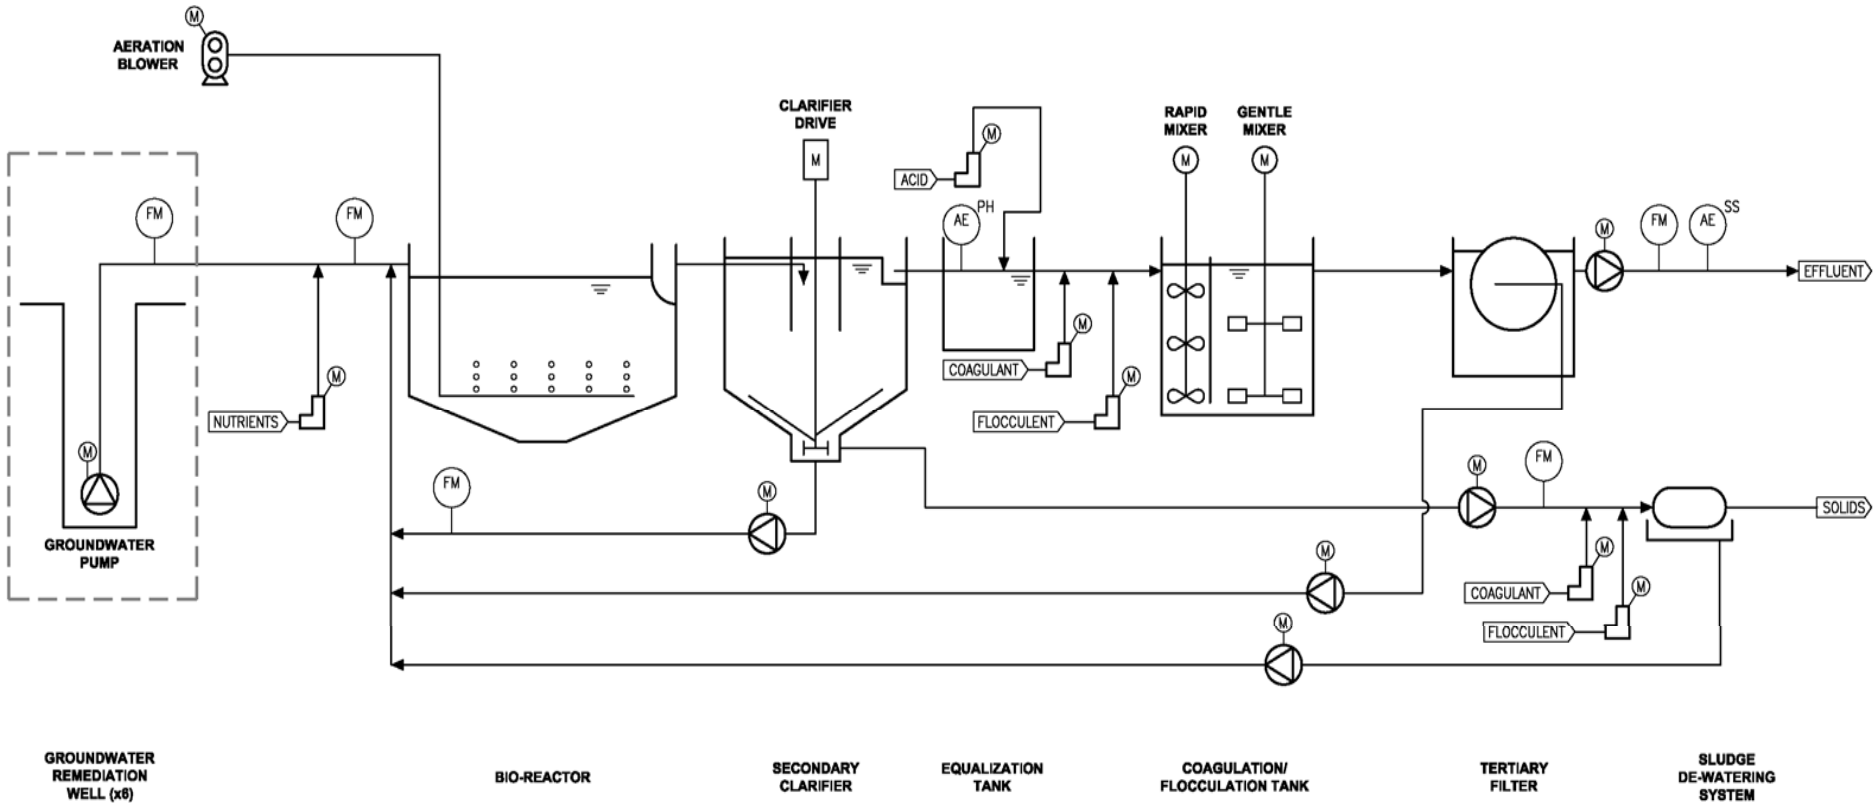 M
AERATION
BLOWER
CLARIFIER
DRIVE
M
M
ACID
RAPID
MIXER
GENTLE
MIXER
M
M
FM
FM
AE
PH
M
FM
AE
SS
EFFLUENT
M
COAGULANT
M
NUTRIENTS
M
FLOCCULENT
M
FM
M
M
FM
SOLIDS
GROUNDWATER
PUMP
M
M
COAGULANT
M
FLOCCULENT
M
GROUNDWATER
REMEDIATION
WELL (x6)
BIO-REACTOR
SECONDARY
CLARIFIER
EQUALIZATION
TANK
COAGULATION/
FLOCCULATION TANK
TERTIARY
FILTER
SLUDGE
DE-WATERING
SYSTEM